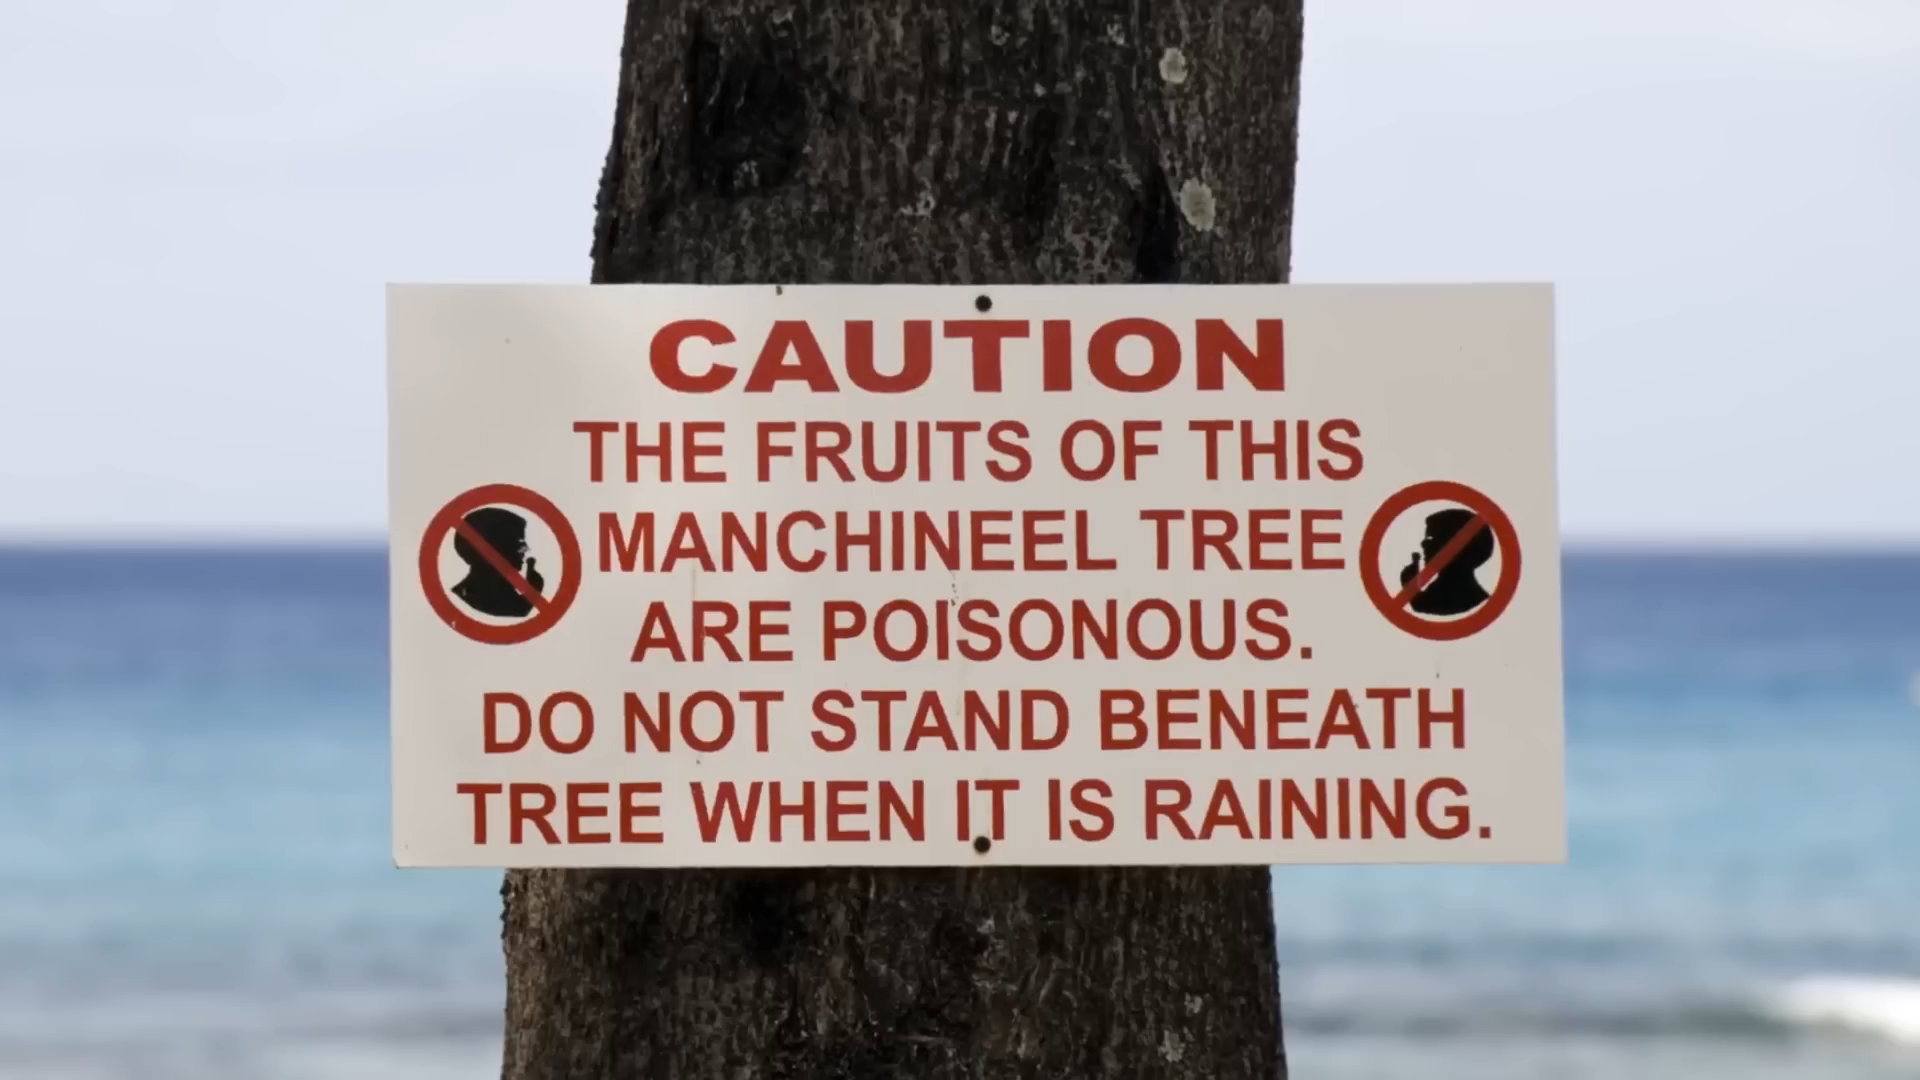 CAUTION
THE FRUITS OF THIS
MANCHINEEL TREE
ARE POISONOUS.
DO NOT STAND BENEATH
TREE WHEN IT IS RAINING.